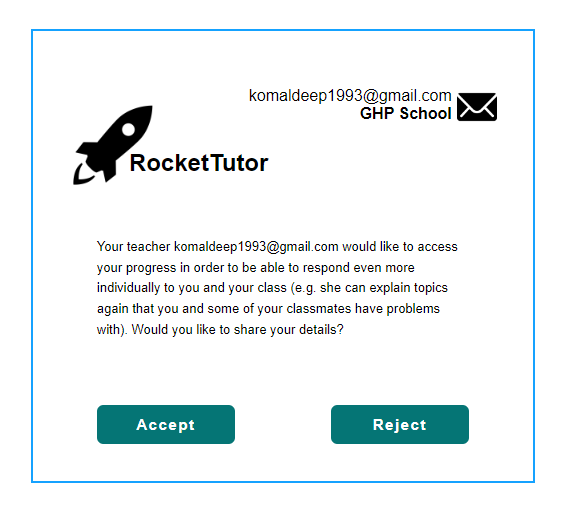 komaldeep1993@gmail.com
GHP School
RocketTutor
Your teacher komaldeep1993@gmail.com would like to access
your progress in order to be able to respond even more
individually to you and your class (e.g. she can explain topics
again that you and some of your classmates have problems
with). Would you like to share your details?
Accept
Reject